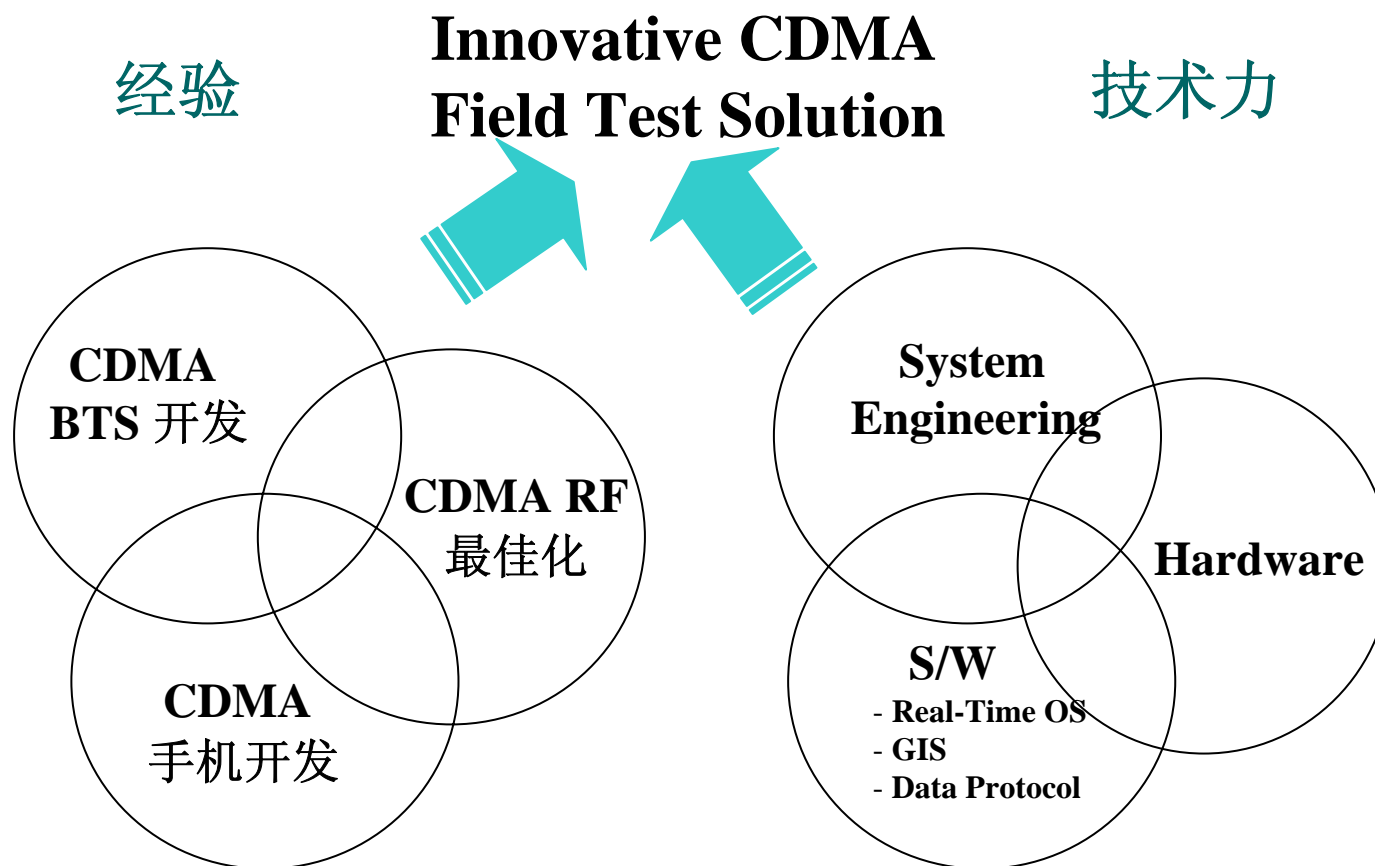 Innovative CDMA
Field Test Solution
经验
技术力
CDMA
BTS 开发
CDMA RF
最佳化
CDMA
手机开发
System
Engineering
Hardware
S/W
- Real-Time OS
- GIS
- Data Protocol